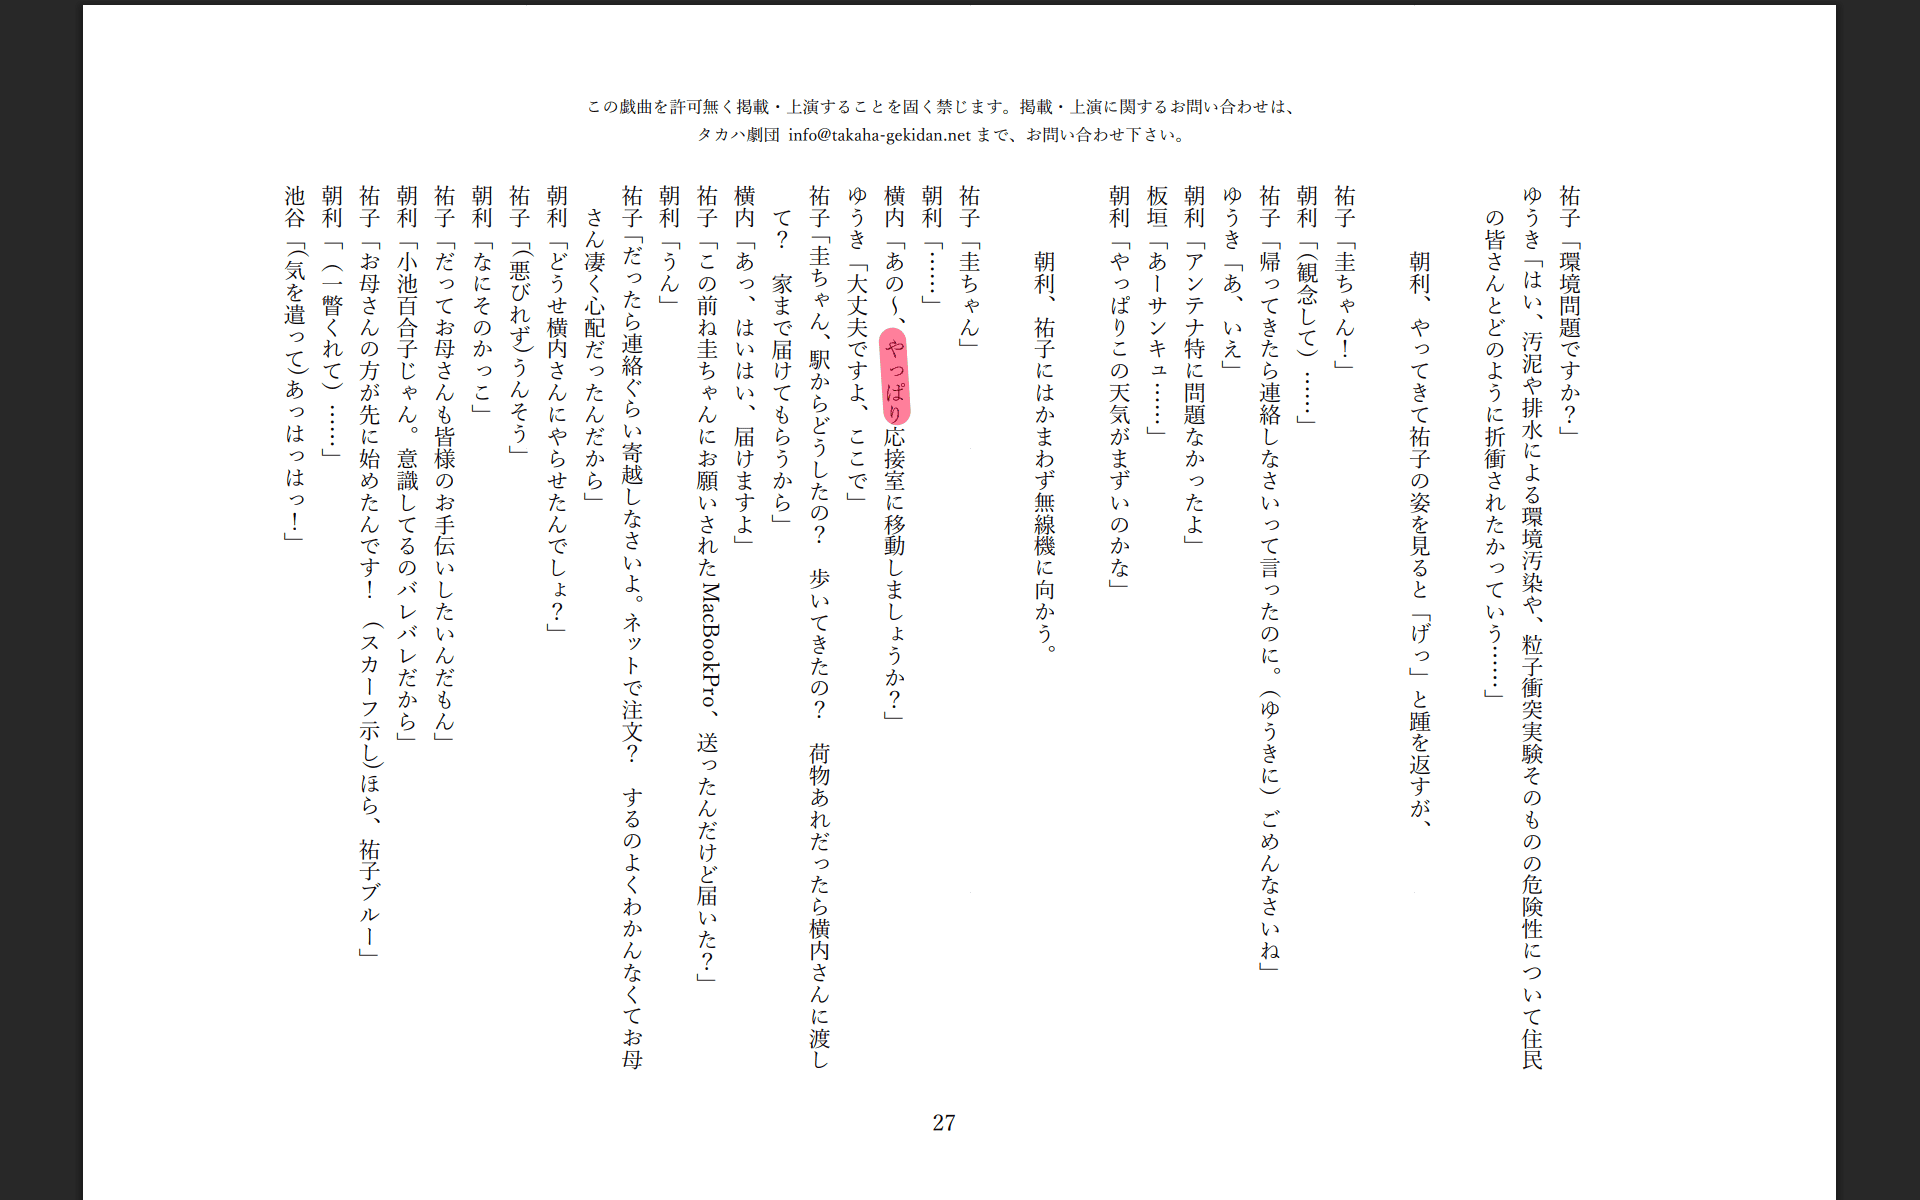 この戯曲を許可無く掲載・上演することを固く禁じます。掲載・上演に関するお問い合わせは、
タカハ劇団 info@takaha-gekidan.net まで、お問い合わせ下さい。
祐子「環境問題ですか？」
ゆうき「はい、汚泥や排水による環境汚染や、粒子衝突実験そのものの危険性について住民
の皆さんとどのように折衝されたかっていう……」
朝利、やってきて祐子の姿を見ると「げっ」と踵を返すが、
祐子「圭ちゃん！」
朝利「（観念して）……」
祐子「帰ってきたら連絡しなさいって言ったのに。（ゆうきに）ごめんなさいね」
ゆうき「あ、いえ」
朝利「アンテナ特に問題なかったよ」
板垣「あーサンキュ……」
朝利「やっぱりこの天気がまずいのかな」
朝利、祐子にはかまわず無線機に向かう。
祐子「圭ちゃん」
朝利「……」
横内「あの～、やっぱり応接室に移動しましょうか？」
ゆうき「大丈夫ですよ、ここで」
祐子「圭ちゃん、駅からどうしたの？　歩いてきたの？　荷物あれだったら横内さんに渡し
て？　家まで届けてもらうから」
横内「あっ、はいはい、届けますよ」
祐子「この前ね圭ちゃんにお願いされたMacBookPro、送ったんだけど届いた？」
朝利「うん」
祐子「だったら連絡ぐらい寄越しなさいよ。ネットで注文？　するのよくわかんなくてお母
さん凄く心配だったんだから」
朝利「どうせ横内さんにやらせたんでしょ？」
祐子「（悪びれず）うんそう」
朝利「なにそのかっこ」
祐子「だってお母さんも皆様のお手伝いしたいんだもん」
朝利「小池百合子じゃん。意識してるのバレバレだから」
祐子「お母さんの方が先に始めたんです！（スカーフ示し）ほら、祐子ブルー」
朝利「（一瞥くれて）……」
池谷「（気を遣って）あっはっはっ！」
27